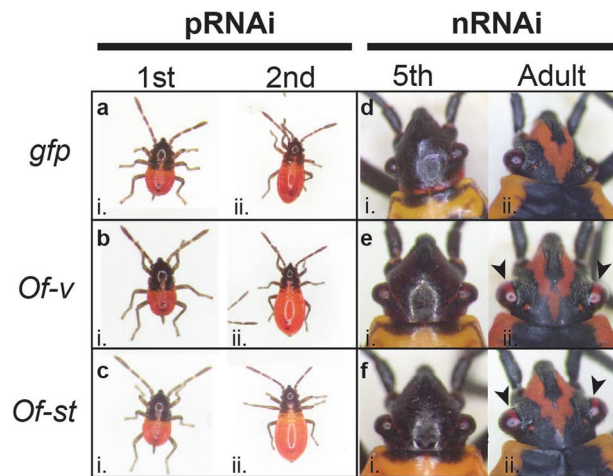 pRNAi nRNAi
1st 2nd 5th Adult
gfp a d
i. ii. i. ii.
Of-v b e
i. ii. i. ii.
Of-st c f
i. ii. i. ii.